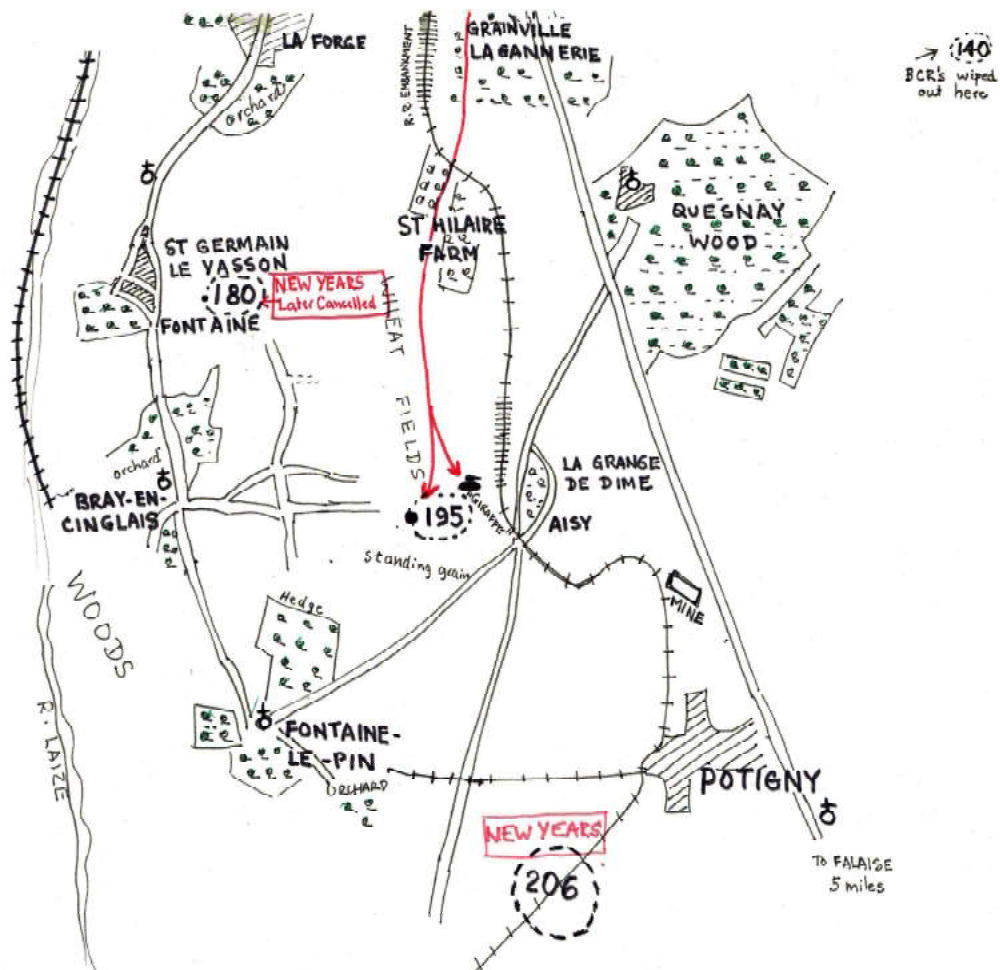 LA FORGE
GRAINVILLE
LAGANNERIE
140
BCR's wiped
out here
R.R EMBANKMENT
orchard
QUESNAY
WOOD
ST HILAIRE
FARM
ST GERMAIN
LE VASSON
180
NEW YEARS
Later Cancelled
FONTAINE
WHEAT FIELDS
orchard
BRAY-EN-
CINGLAIS
LA GRANGE
DE DIME
195
AISY
Standing grain
MINE
WOODS
Hedge
R. LAIZE
FONTAINE-
LE-PIN
ORCHARD
POTIGNY
NEW YEARS
206
TO FALAISE
5 miles